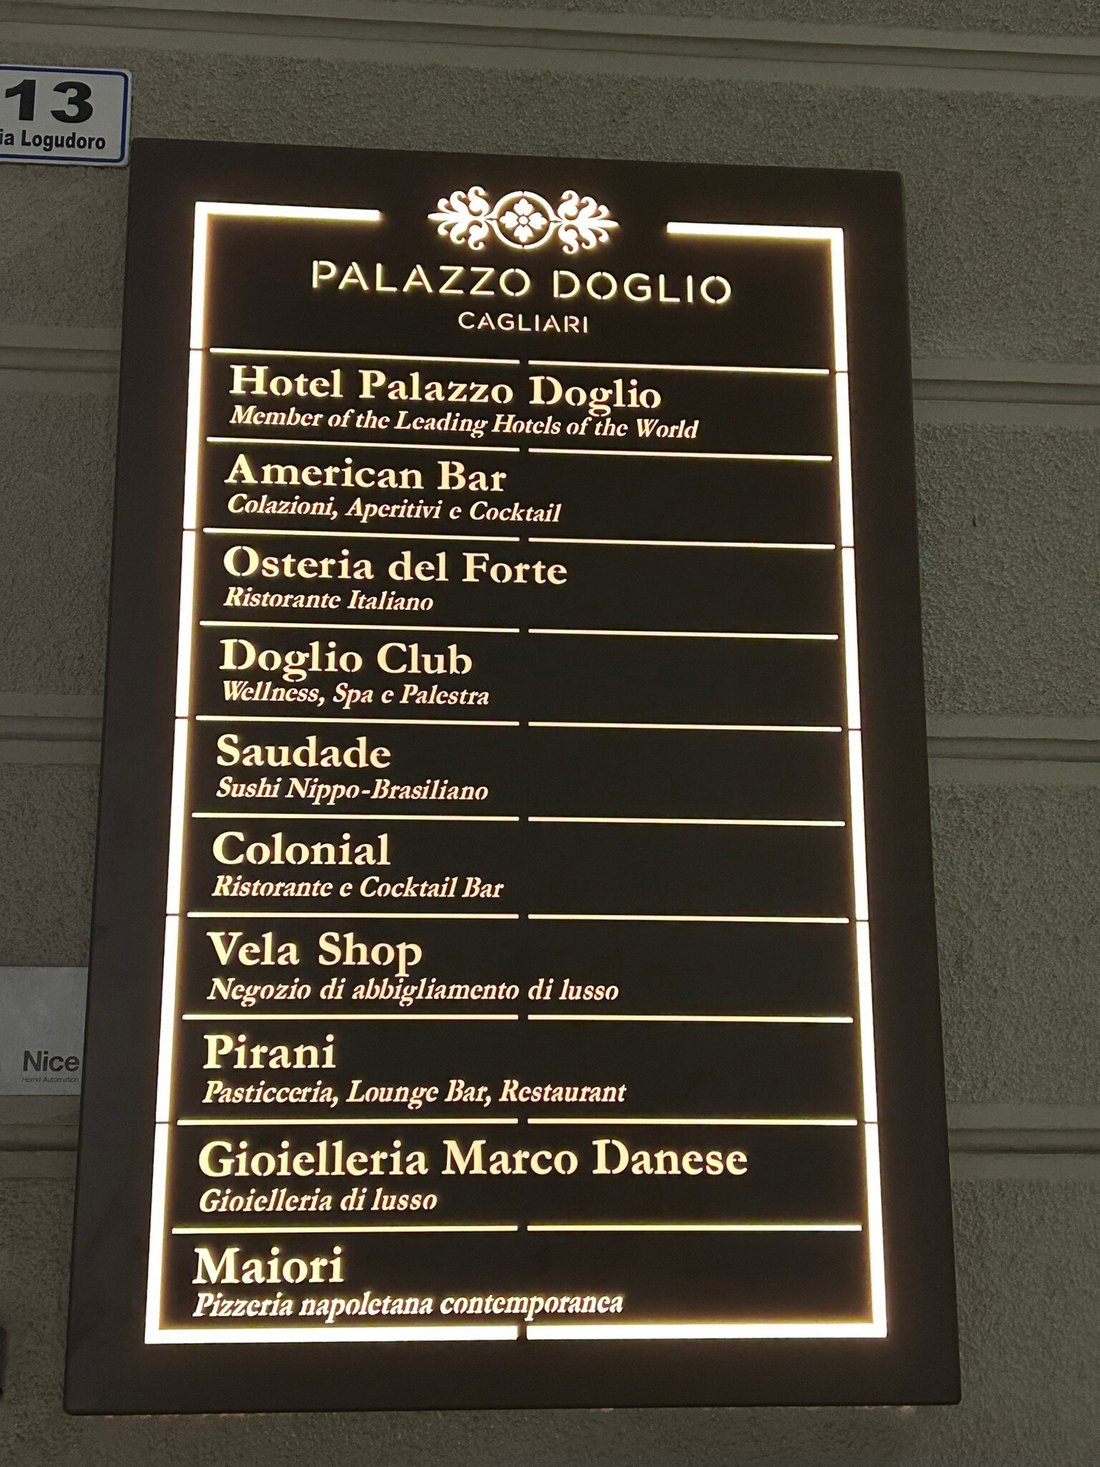 13
ia Logudoro
PALAZZO DOGLIO
CAGLIARI
Hotel Palazzo Doglio
Member of the Leading Hotels of the World
American Bar
Colazioni, Aperitivi e Cocktail
Osteria del Forte
Ristorante Italiano
Doglio Club
Wellness, Spa e Palestra
Saudade
Sushi Nippo-Brasiliano
Colonial
Ristorante e Cocktail Bar
Vela Shop
Negozio di abbigliamento di lusso
Pirani
Pasticceria, Lounge Bar, Restaurant
Gioielleria Marco Danese
Gioielleria di lusso
Maiori
Pizzeria napoletana contemporanea
Nice
Home Automation